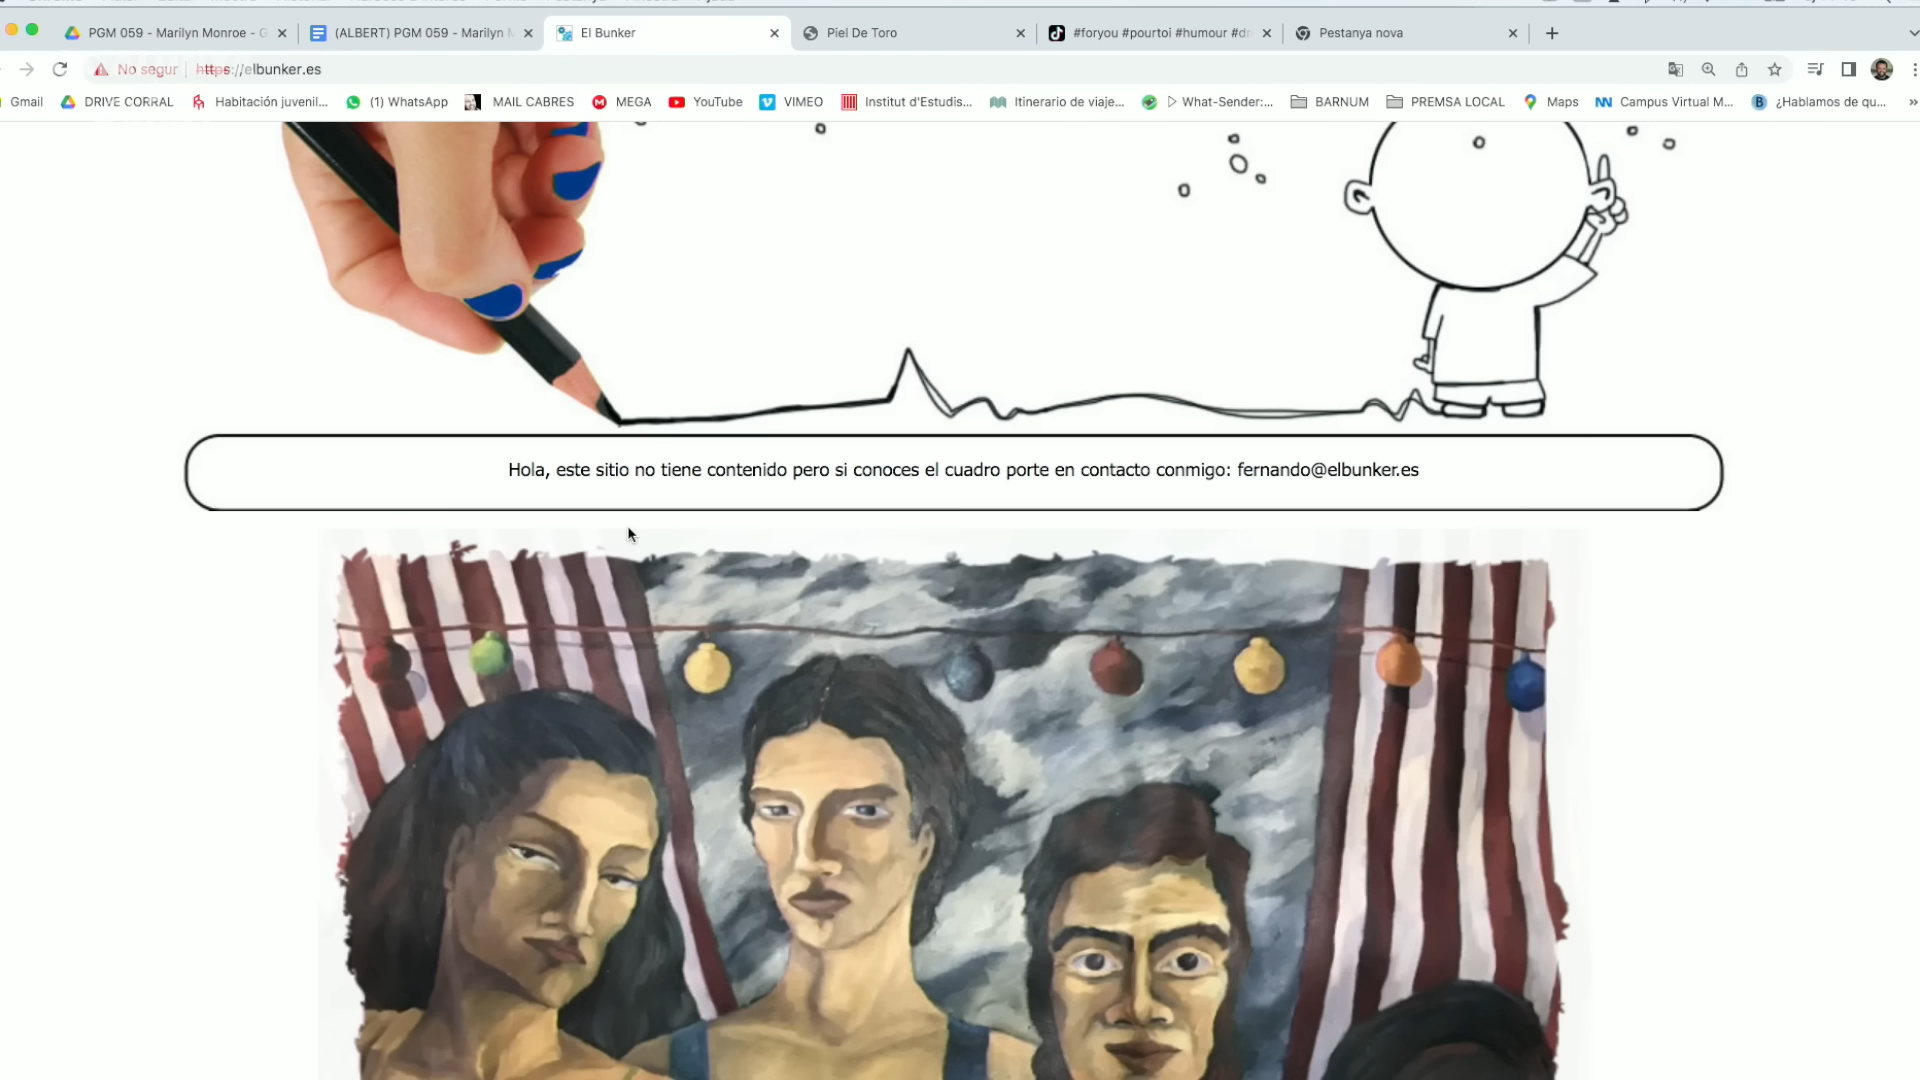 PGM 059 - Marilyn Monroe - G
(ALBERT) PGM 059 - Marilyn M
El Bunker
Piel De Toro
#foryou #pourtoi #humour #dr
Pestanya nova
No segur
https://elbunker.es
Gmail
DRIVE CORRAL
Habitación juvenil...
(1) WhatsApp
MAIL CABRES
MEGA
YouTube
VIMEO
Institut d'Estudis...
Itinerario de viaje...
What-Sender:...
BARNUM
PREMSA LOCAL
Maps
Campus Virtual M...
¿Hablamos de qu...
Hola, este sitio no tiene contenido pero si conoces el cuadro porte en contacto conmigo: fernando@elbunker.es